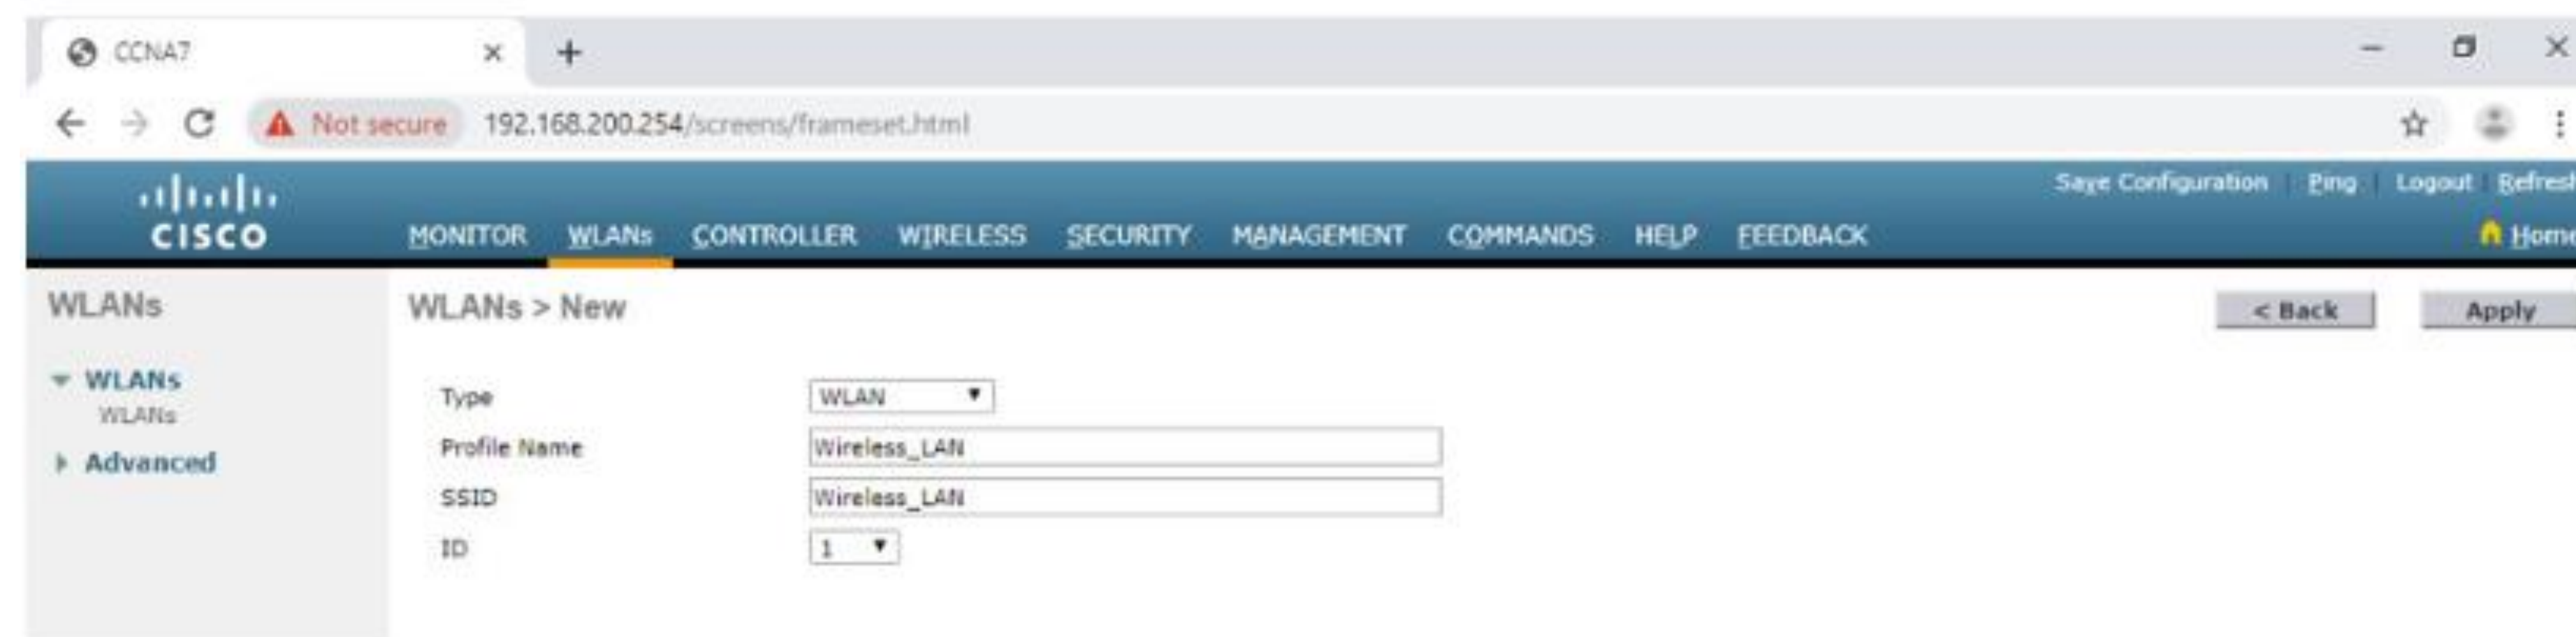 CCNA7
Not secure 192.168.200.254/screens/frameset.html
Save Configuration Ping Logout Refresh
CISCO
MONITOR WLANs CONTROLLER WIRELESS SECURITY MANAGEMENT COMMANDS HELP FEEDBACK Home
WLANs
WLANs > New
< Back Apply
WLANs
WLANs
Advanced
Type WLAN
Profile Name Wireless_LAN
SSID Wireless_LAN
ID 1